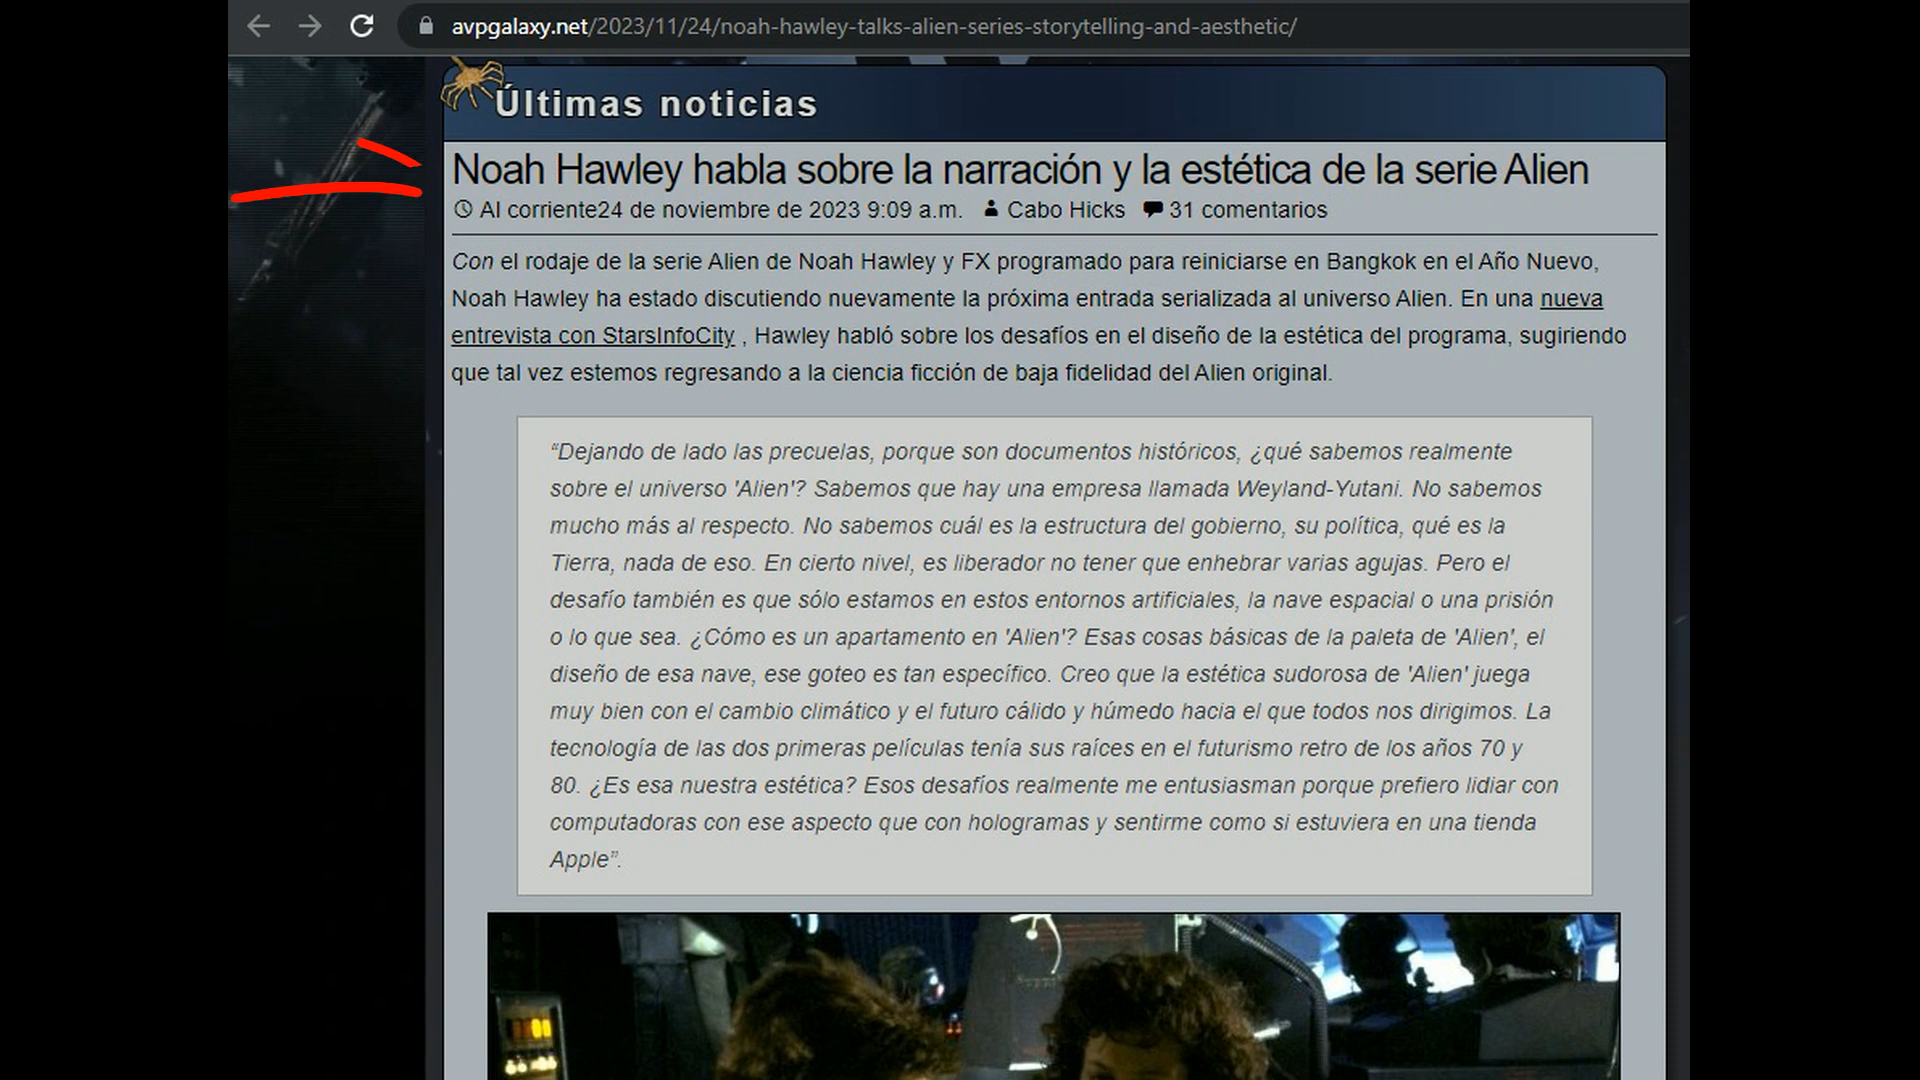 avpgalaxy.net/2023/11/24/noah-hawley-talks-alien-series-storytelling-and-aesthetic/
Últimas noticias
Noah Hawley habla sobre la narración y la estética de la serie Alien
Al corriente24 de noviembre de 2023 9:09 a.m. Cabo Hicks 31 comentarios
Con el rodaje de la serie Alien de Noah Hawley y FX programado para reiniciarse en Bangkok en el Año Nuevo,
Noah Hawley ha estado discutiendo nuevamente la próxima entrada serializada al universo Alien. En una nueva
entrevista con StarsInfoCity , Hawley habló sobre los desafíos en el diseño de la estética del programa, sugiriendo
que tal vez estemos regresando a la ciencia ficción de baja fidelidad del Alien original.
“Dejando de lado las precuelas, porque son documentos históricos, ¿qué sabemos realmente
sobre el universo 'Alien'? Sabemos que hay una empresa llamada Weyland-Yutani. No sabemos
mucho más al respecto. No sabemos cuál es la estructura del gobierno, su política, qué es la
Tierra, nada de eso. En cierto nivel, es liberador no tener que enhebrar varias agujas. Pero el
desafío también es que sólo estamos en estos entornos artificiales, la nave espacial o una prisión
o lo que sea. ¿Cómo es un apartamento en 'Alien'? Esas cosas básicas de la paleta de 'Alien', el
diseño de esa nave, ese goteo es tan específico. Creo que la estética sudorosa de 'Alien' juega
muy bien con el cambio climático y el futuro cálido y húmedo hacia el que todos nos dirigimos. La
tecnología de las dos primeras películas tenía sus raíces en el futurismo retro de los años 70 y
80. ¿Es esa nuestra estética? Esos desafíos realmente me entusiasman porque prefiero lidiar con
computadoras con ese aspecto que con hologramas y sentirme como si estuviera en una tienda
Apple”.